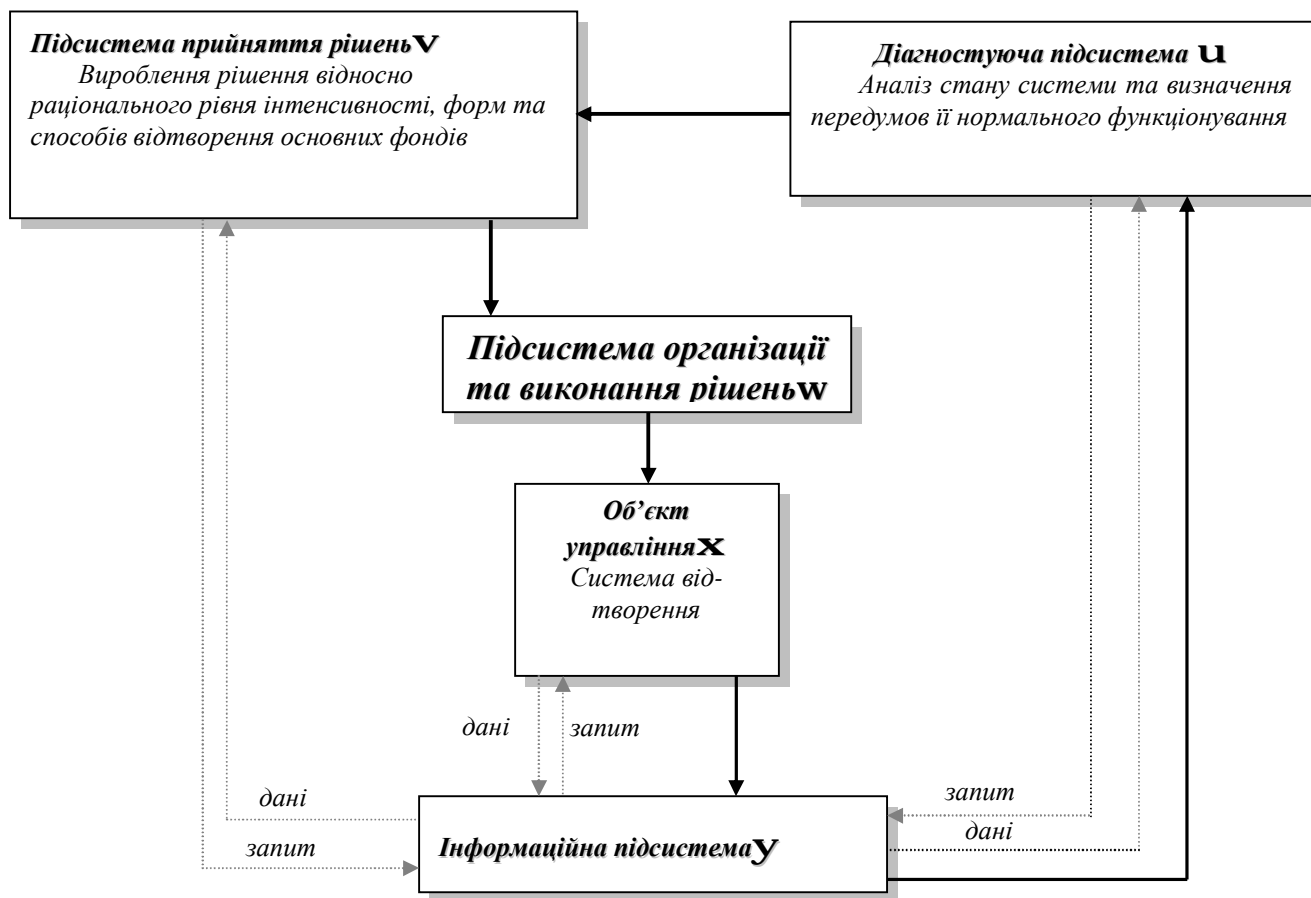 Підсистема прийняття рішеньv
Вироблення рішення відносно
раціонального рівня інтенсивності, форм та
способів відтворення основних фондів
Діагностуюча підсистема u
Аналіз стану системи та визначення
передумов її нормального функціонування
Підсистема організації
та виконання рішеньw
Об’єкт
управлінняx
Система від-
творення
дані
запит
дані
запит
запит
дані
Інформаційна підсистемаy